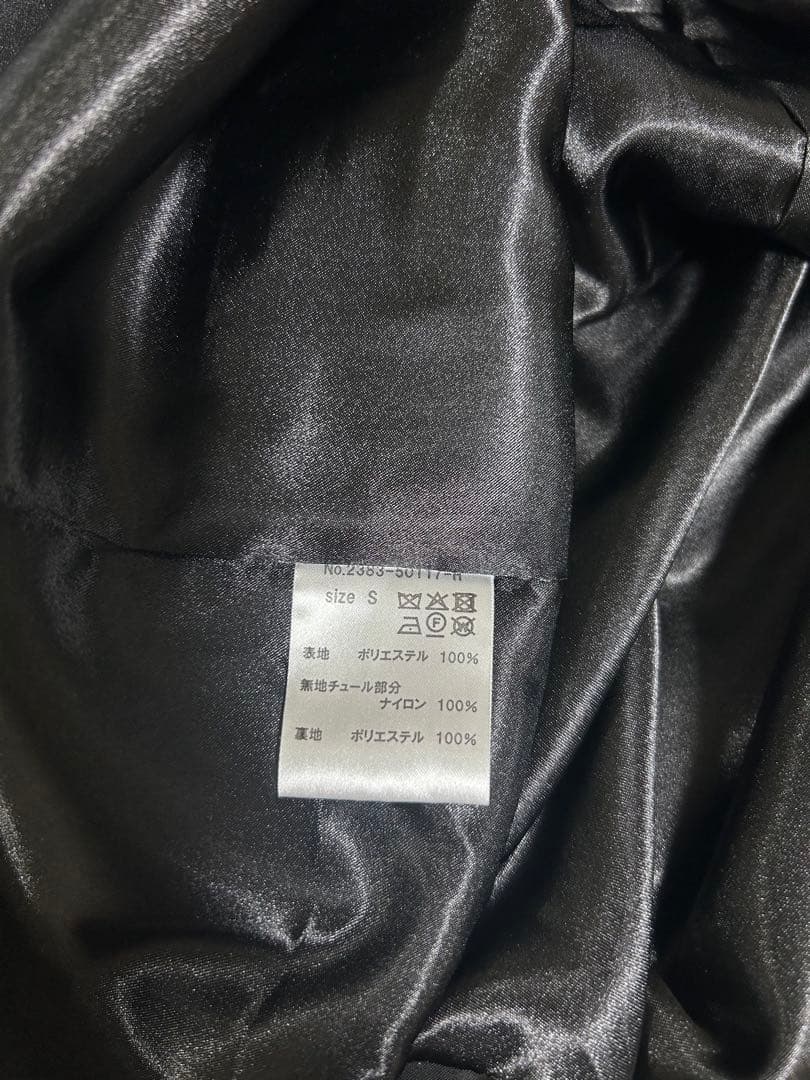 No.2383-50117-H
size S
F W
表地 ポリエステル 100%
無地チュール部分
ナイロン 100%
裏地 ポリエステル 100%